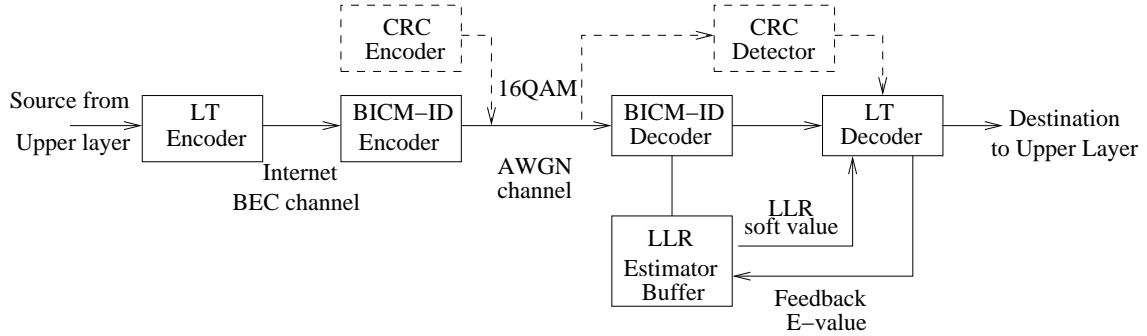 CRC
Encoder
CRC
Detector
16QAM
Source from
Upper layer
LT
Encoder
BICM−ID
Encoder
BICM−ID
Decoder
LT
Decoder
Destination
to Upper Layer
Internet
BEC channel
AWGN
channel
LLR
soft value
LLR
Estimator
Buffer
Feedback
E−value